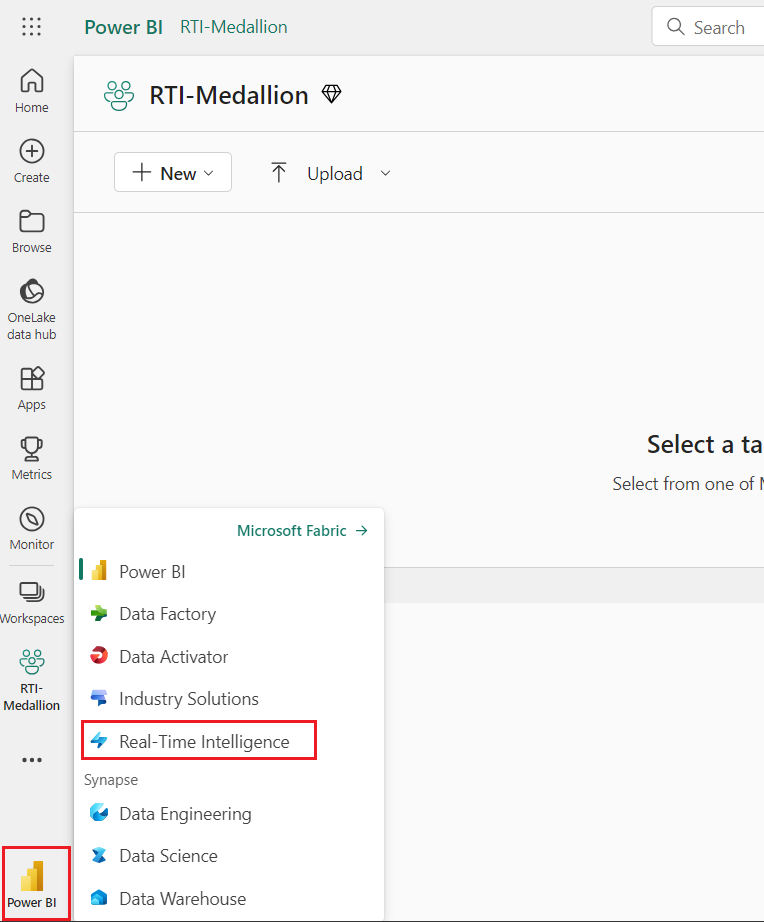 Power BI RTI-Medallion
Search
Home
Create
Browse
OneLake
data hub
Apps
Metrics
Monitor
Workspaces
RTI-
Medallion
Power BI
RTI-Medallion
New
Upload
Select a ta
Select from one of M
Microsoft Fabric
Power BI
Data Factory
Data Activator
Industry Solutions
Real-Time Intelligence
Synapse
Data Engineering
Data Science
Data Warehouse